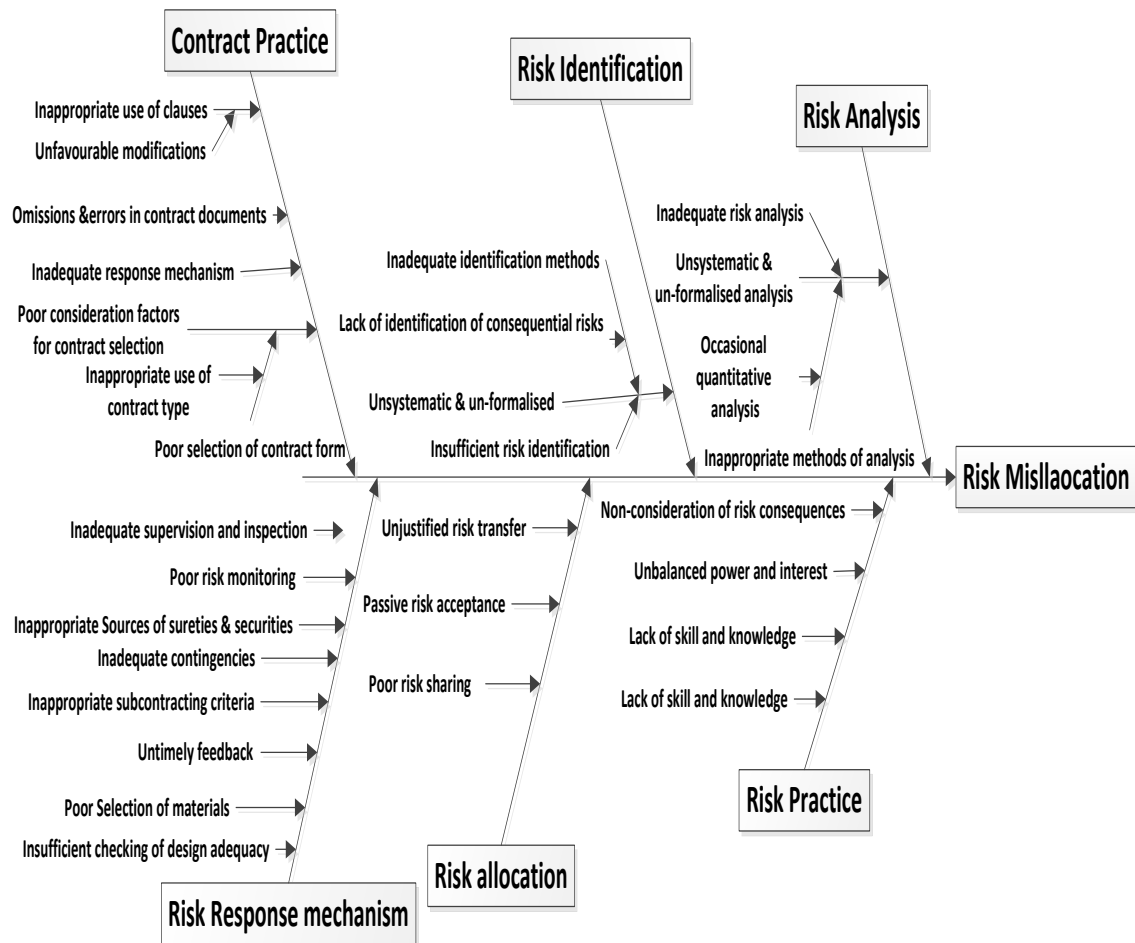 Contract Practice
Inappropriate use of clauses
Unfavourable modifications
Omissions &errors in contract documents
Inadequate response mechanism
Poor consideration factors
for contract selection
Inappropriate use of
contract type
Poor selection of contract form
Risk Identification
Inadequate identification methods
Lack of identification of consequential risks
Unsystematic & un-formalised
Insufficient risk identification
Risk Analysis
Inadequate risk analysis
Unsystematic &
un-formalised analysis
Occasional
quantitative
analysis
Inappropriate methods of analysis
Risk Misllaocation
Inadequate supervision and inspection
Poor risk monitoring
Inappropriate Sources of sureties & securities
Inadequate contingencies
Inappropriate subcontracting criteria
Untimely feedback
Poor Selection of materials
Insufficient checking of design adequacy
Risk Response mechanism
Unjustified risk transfer
Passive risk acceptance
Poor risk sharing
Risk allocation
Non-consideration of risk consequences
Unbalanced power and interest
Lack of skill and knowledge
Lack of skill and knowledge
Risk Practice